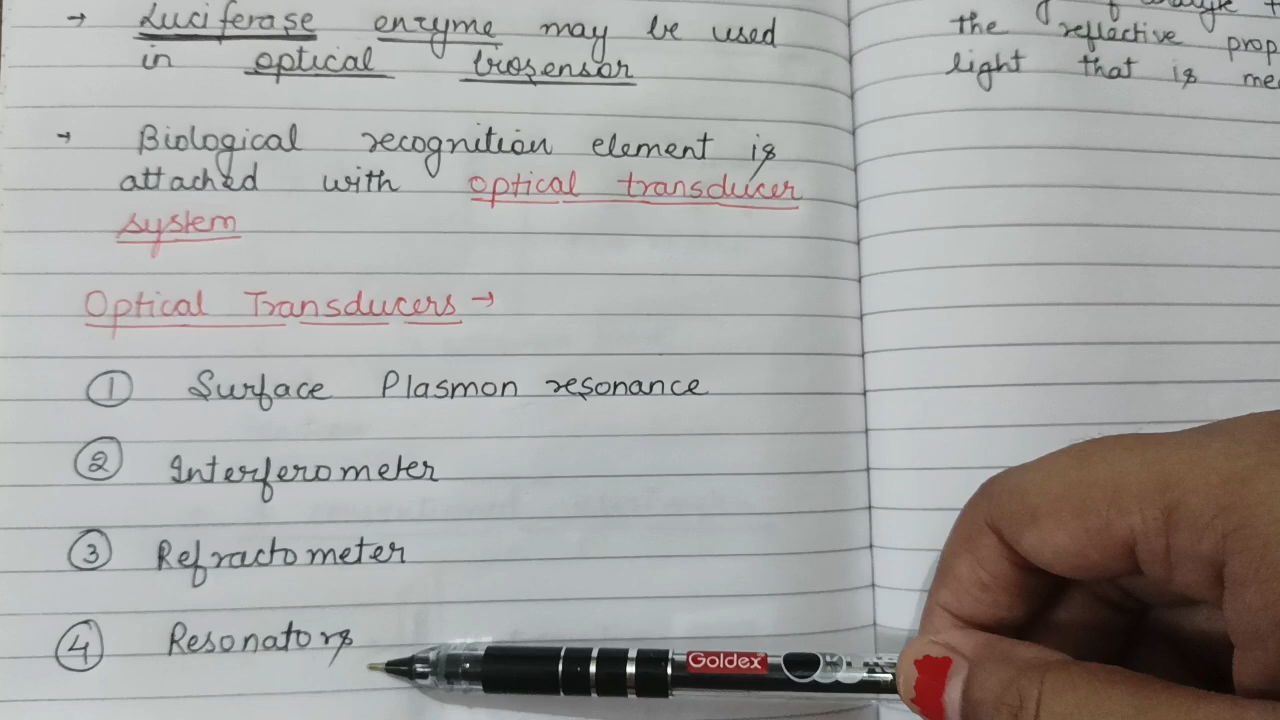 → Luciferase enzyme may be used
in optical biosensor
→ Biological recognition element is
attached with optical transducer
system
Optical Transducers →
① Surface Plasmon resonance
② Interferometer
③ Refractometer
④ Resonators
the reflective prop
light that is me
Goldex